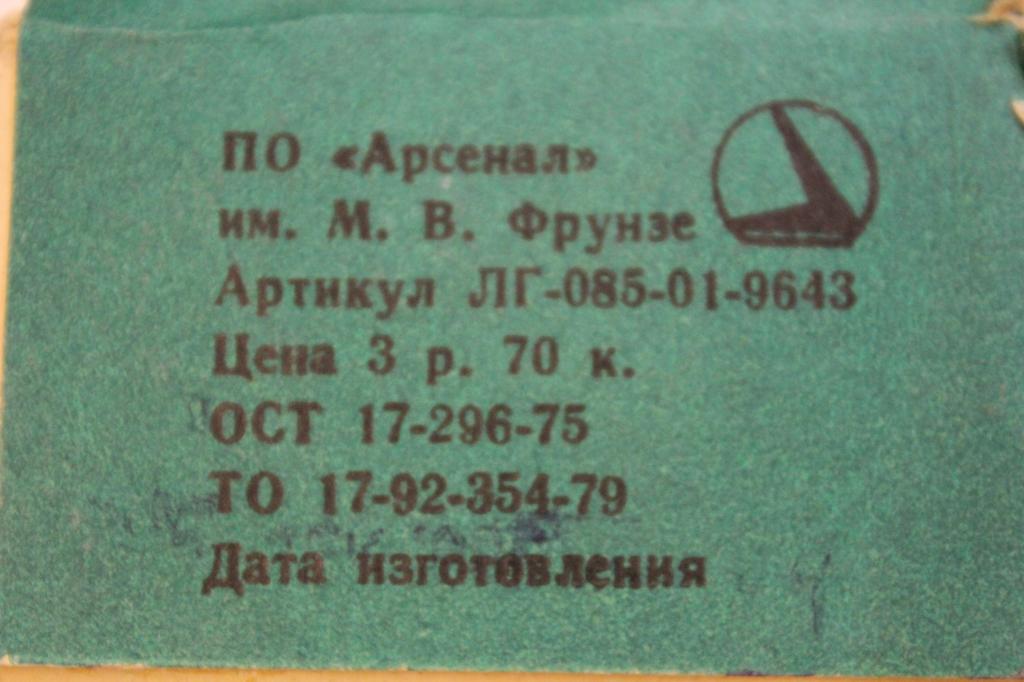 ПО «Арсенал»
им. М. В. Фрунзе
Артикул ЛГ-085-01-9643
Цена 3 р. 70 к.
ОСТ 17-296-75
ТО 17-92-354-79
Дата изготовления